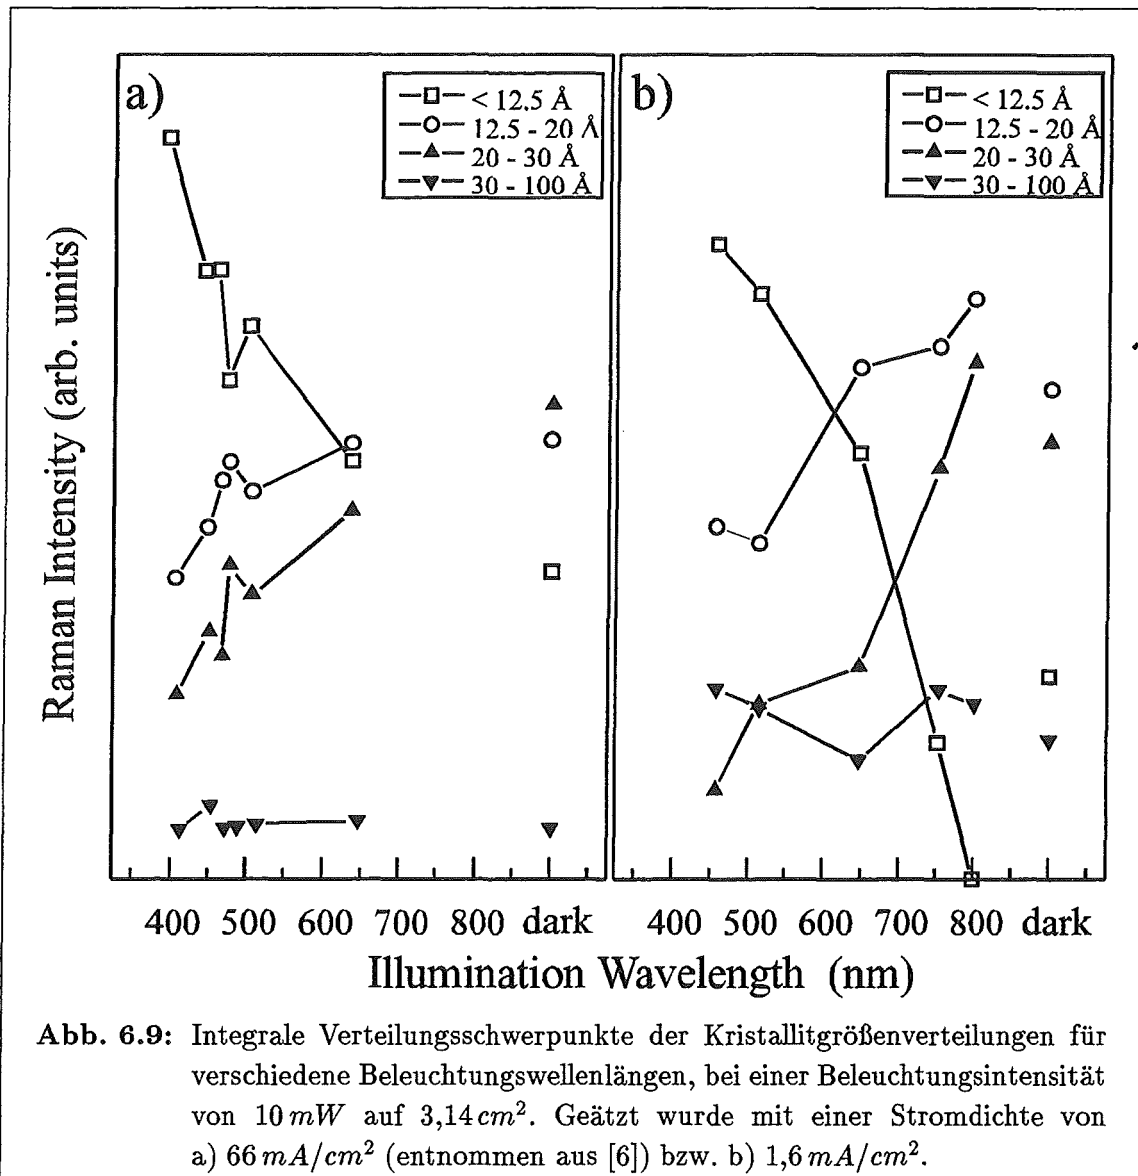 a)
< 12.5 Å
12.5 - 20 Å
20 - 30 Å
30 - 100 Å
b)
< 12.5 Å
12.5 - 20 Å
20 - 30 Å
30 - 100 Å
Raman Intensity (arb. units)
400 500 600 700 800 dark
400 500 600 700 800 dark
Illumination Wavelength (nm)
Abb. 6.9: Integrale Verteilungsschwerpunkte der Kristallitgrößenverteilungen für
verschiedene Beleuchtungswellenlängen, bei einer Beleuchtungsintensität
von 10 mW auf 3,14 cm². Geätzt wurde mit einer Stromdichte von
a) 66 mA/cm² (entnommen aus [6]) bzw. b) 1,6 mA/cm².